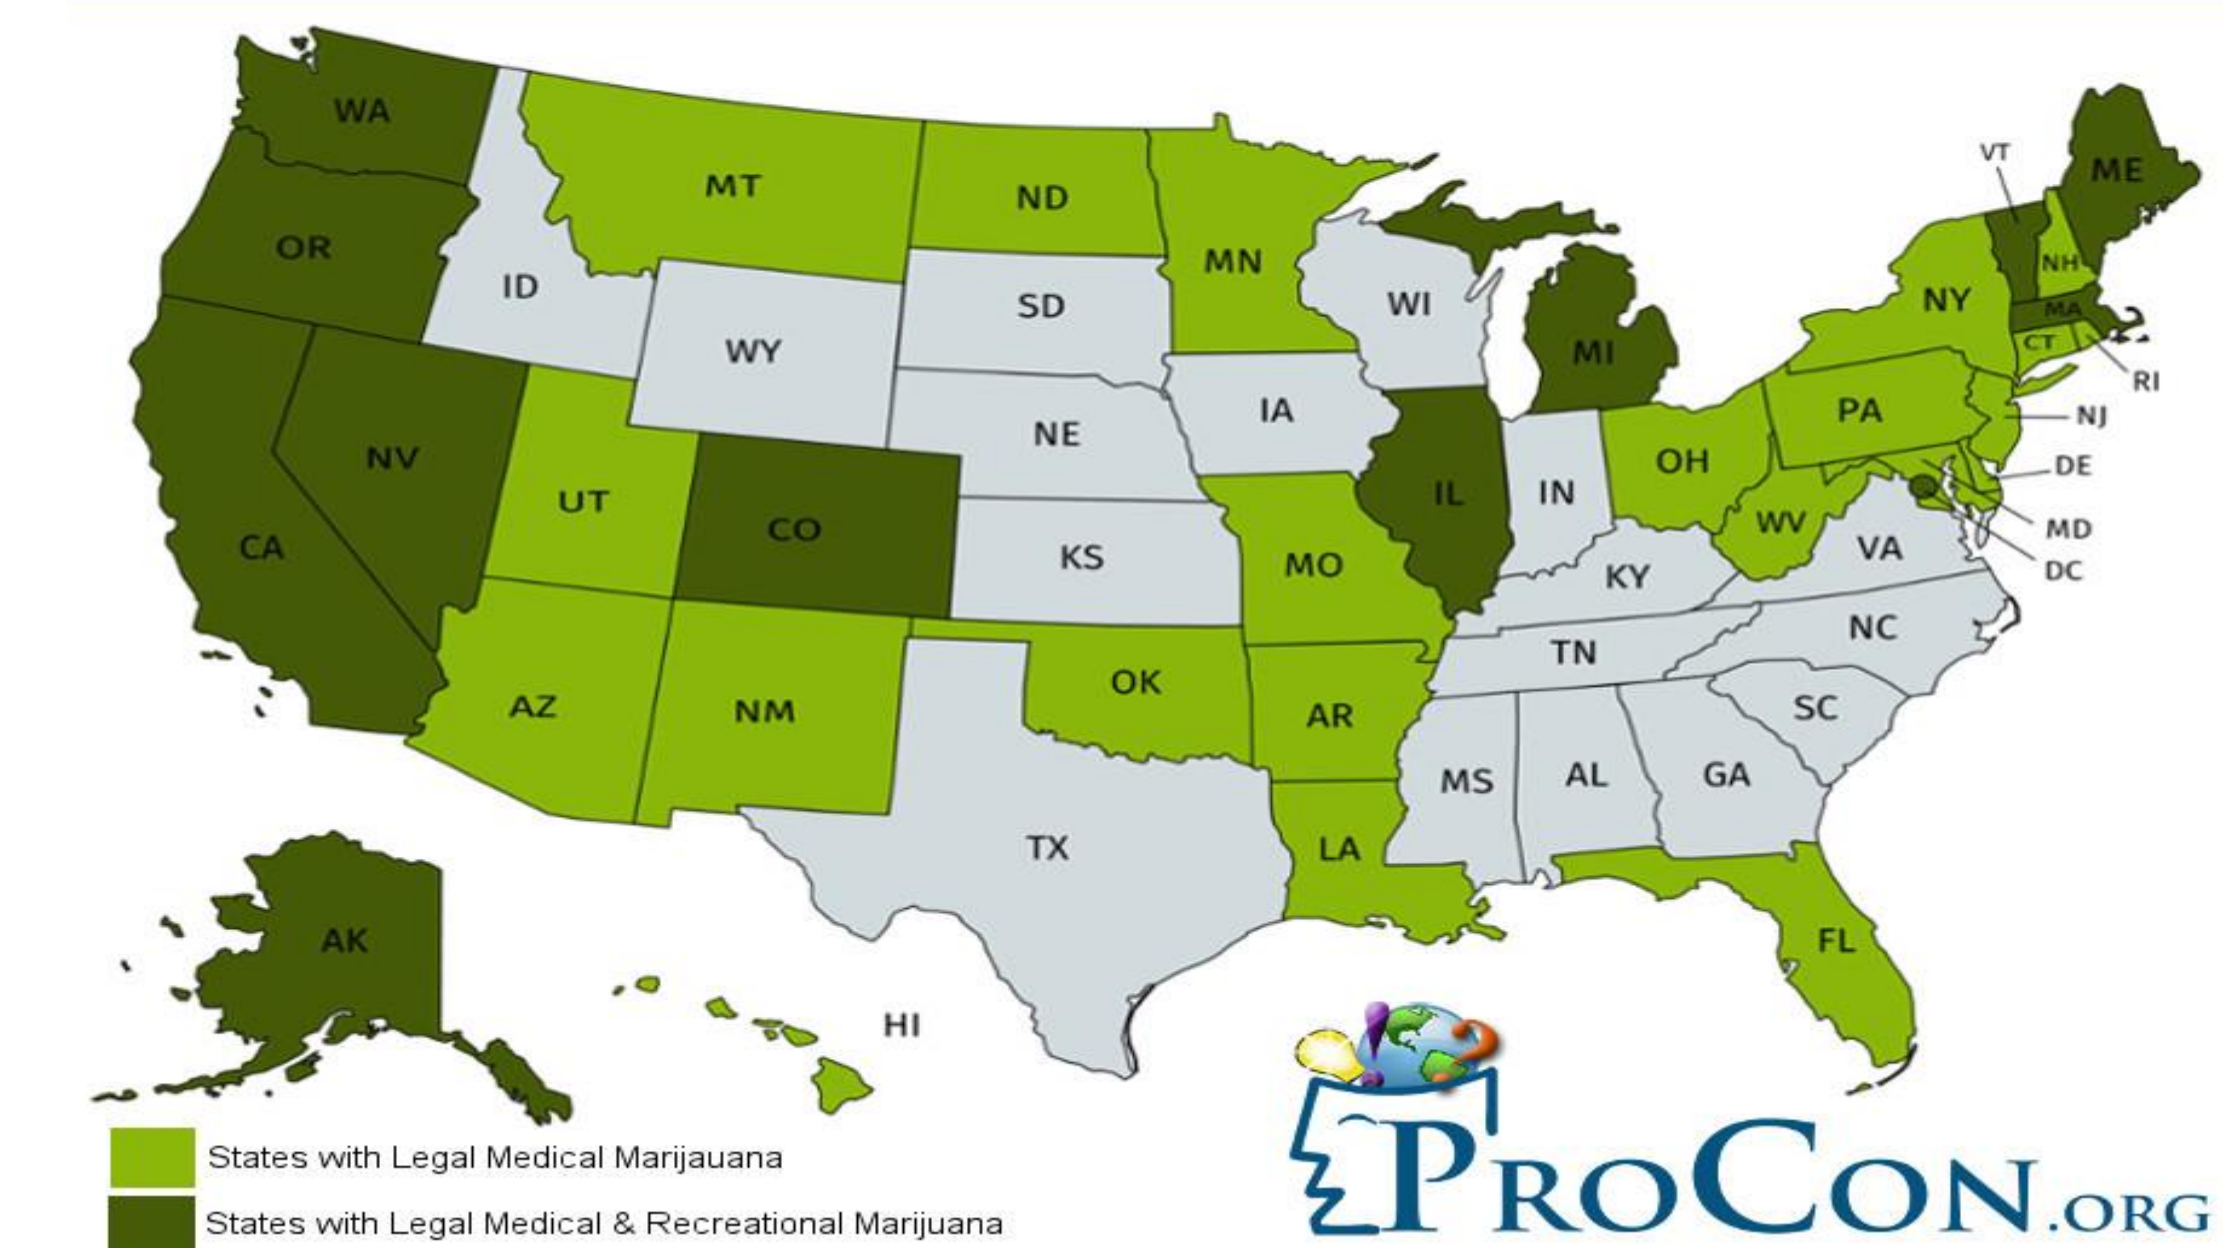 WA
MT
ND
MN
VT
ME
OR
ID
SD
WI
NH
NY
MA
WY
MI
CT
RI
NE
IA
PA
NJ
NV
UT
CO
IL
IN
OH
DE
CA
KS
MO
WV
MD
KY
VA
DC
TN
NC
AZ
NM
OK
AR
SC
MS
AL
GA
TX
LA
AK
FL
HI
States with Legal Medical Marijauana
States with Legal Medical & Recreational Marijuana
PROCON.ORG